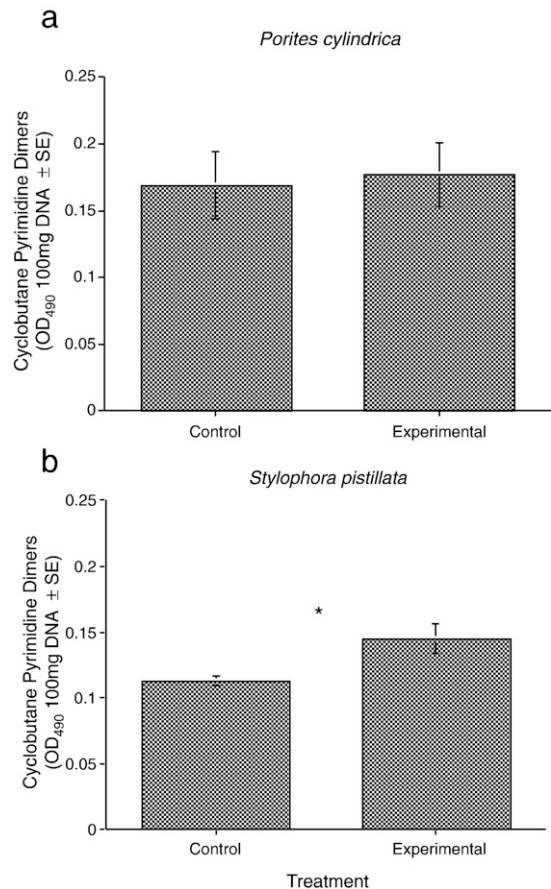 a
Porites cylindrica
0.25
0.2
0.15
0.1
0.05
0
Cyclobutane Pyrimidine Dimers
(OD₄₉₀ 100mg DNA ± SE)
Control
Experimental
b
Stylophora pistillata
0.25
0.2
0.15
0.1
0.05
0
Cyclobutane Pyrimidine Dimers
(OD₄₉₀ 100mg DNA ± SE)
*
Control
Experimental
Treatment